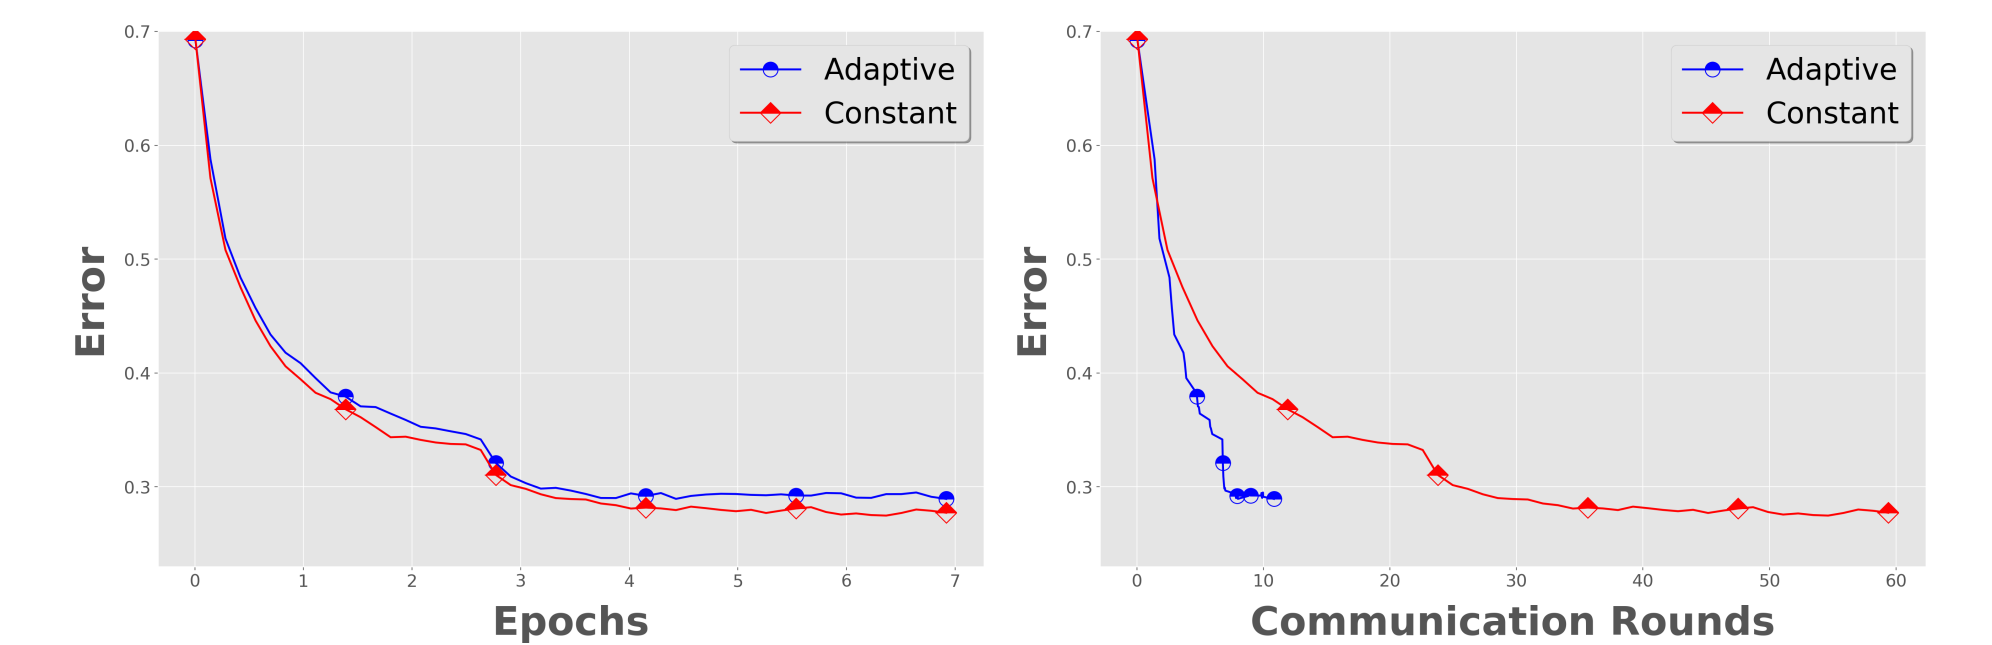 0.7
0.6
0.5
0.4
0.3
Error
0 1 2 3 4 5 6 7
Epochs
Adaptive
Constant
0.7
0.6
0.5
0.4
0.3
Error
0 10 20 30 40 50 60
Communication Rounds
Adaptive
Constant